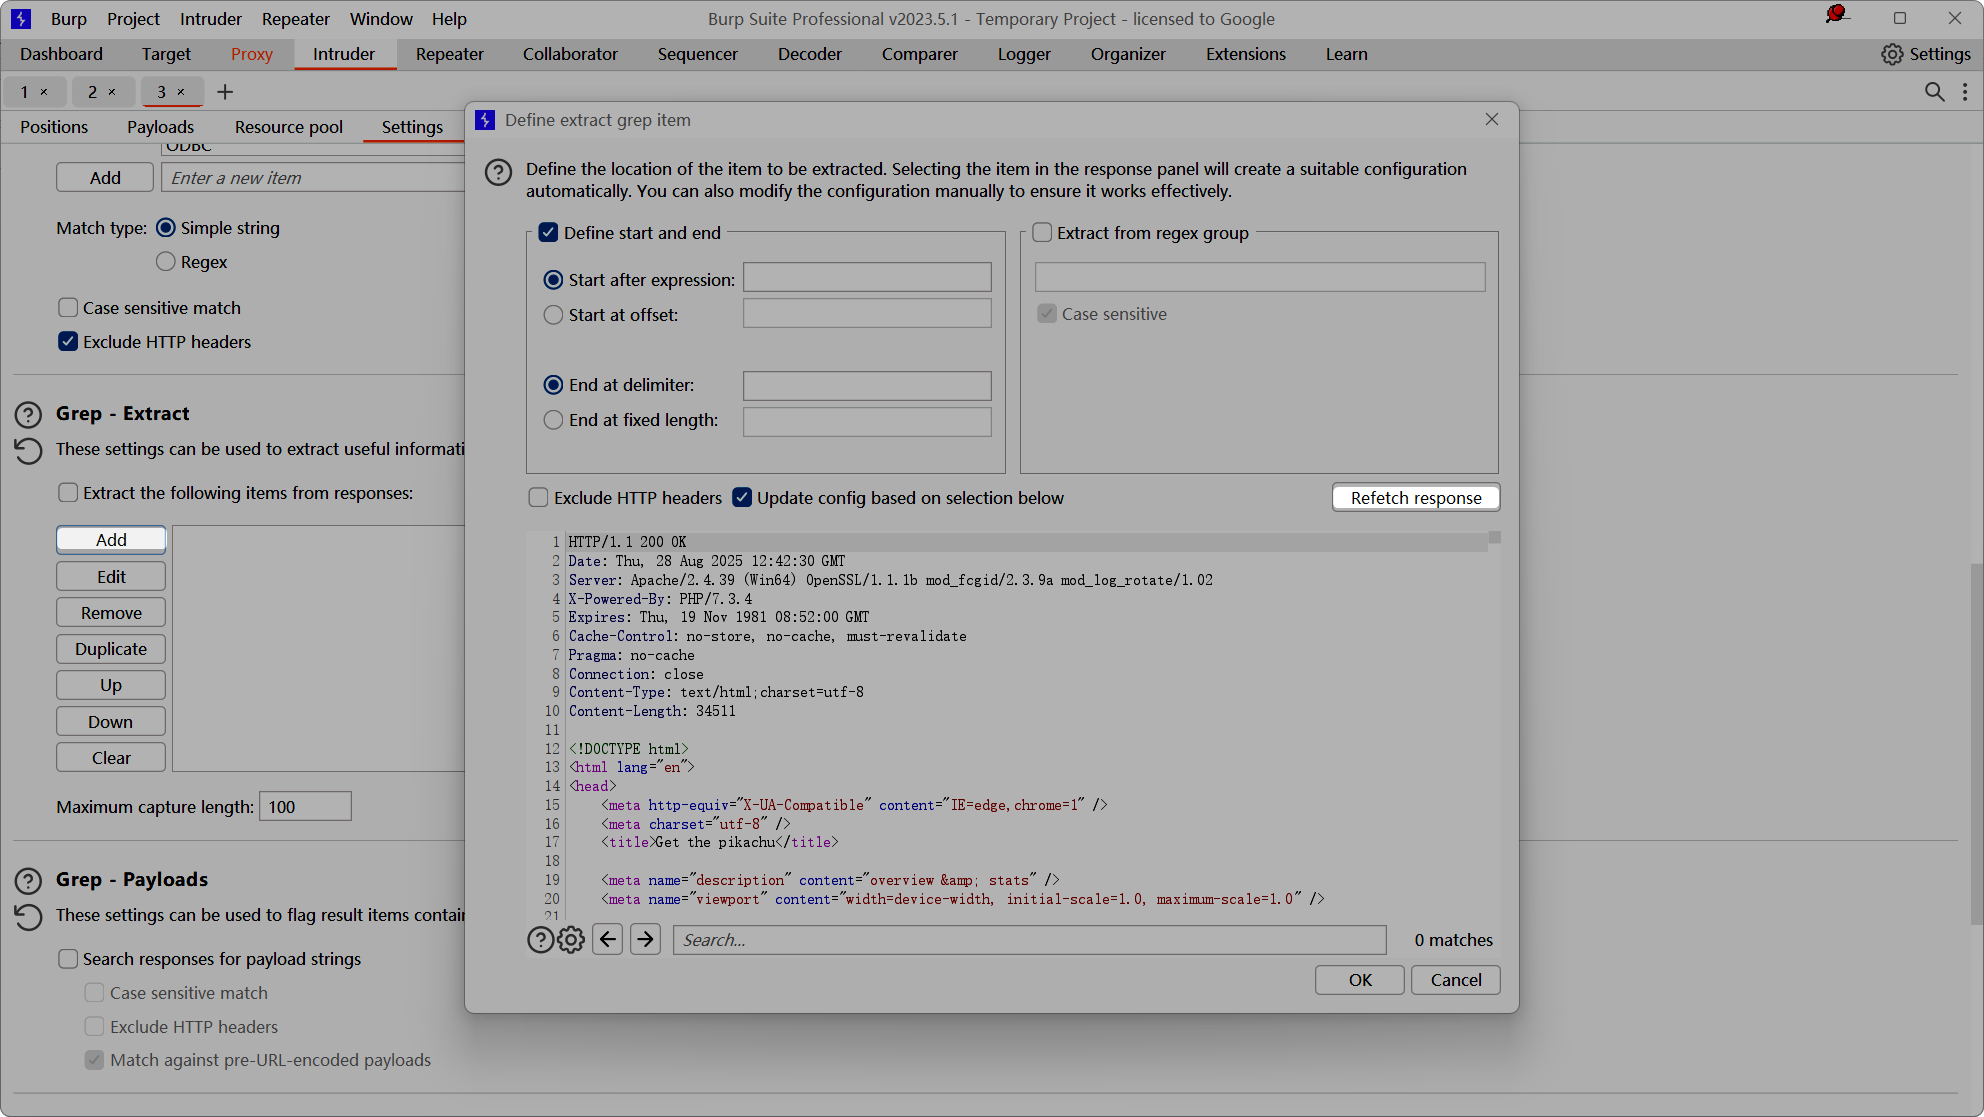 Burp Project Intruder Repeater Window Help
Burp Suite Professional v2023.5.1 - Temporary Project - licensed to Google
Dashboard Target Proxy Intruder Repeater Collaborator Sequencer Decoder Comparer Logger Organizer Extensions Learn
Settings
1 × 2 × 3 × +
Positions Payloads Resource pool Settings
ODBC
Add
Enter a new item
Match type: Simple string
Regex
Case sensitive match
Exclude HTTP headers
Grep - Extract
These settings can be used to extract useful informati
Extract the following items from responses:
Add
Edit
Remove
Duplicate
Up
Down
Clear
Maximum capture length: 100
Grep - Payloads
These settings can be used to flag result items contain
Search responses for payload strings
Case sensitive match
Exclude HTTP headers
Match against pre-URL-encoded payloads
Define extract grep item
Define the location of the item to be extracted. Selecting the item in the response panel will create a suitable configuration
automatically. You can also modify the configuration manually to ensure it works effectively.
Define start and end
Start after expression:
Start at offset:
End at delimiter:
End at fixed length:
Extract from regex group
Case sensitive
Exclude HTTP headers
Update config based on selection below
Refetch response
1 HTTP/1.1 200 OK
2 Date: Thu, 28 Aug 2025 12:42:30 GMT
3 Server: Apache/2.4.39 (Win64) OpenSSL/1.1.1b mod_fcgid/2.3.9a mod_log_rotate/1.02
4 X-Powered-By: PHP/7.3.4
5 Expires: Thu, 19 Nov 1981 08:52:00 GMT
6 Cache-Control: no-store, no-cache, must-revalidate
7 Pragma: no-cache
8 Connection: close
9 Content-Type: text/html;charset=utf-8
10 Content-Length: 34511
11
12 <!DOCTYPE html>
13 <html lang="en">
14 <head>
15 <meta http-equiv="X-UA-Compatible" content="IE=edge,chrome=1" />
16 <meta charset="utf-8" />
17 <title>Get the pikachu</title>
18
19 <meta name="description" content="overview &amp; stats" />
20 <meta name="viewport" content="width=device-width, initial-scale=1.0, maximum-scale=1.0" />
21
Search...
0 matches
OK
Cancel